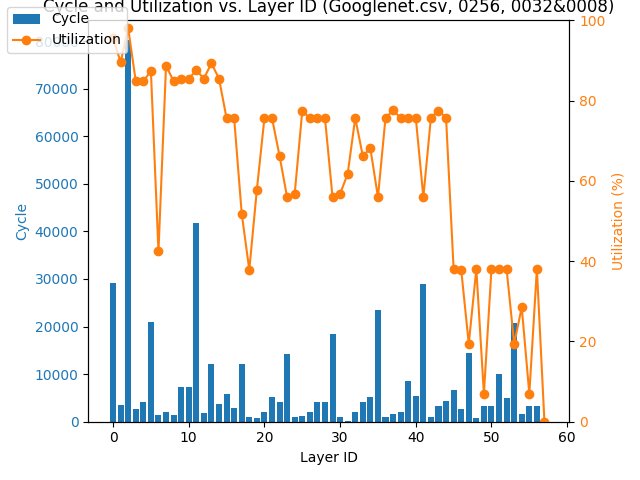 Cycle and Utilization vs. Layer ID (Googlenet.csv, 0256, 0032&0008)
Cycle
Utilization
80000
70000
60000
50000
40000
30000
20000
10000
0
Cycle
100
80
60
40
20
0
Utilization (%)
0 10 20 30 40 50 60
Layer ID